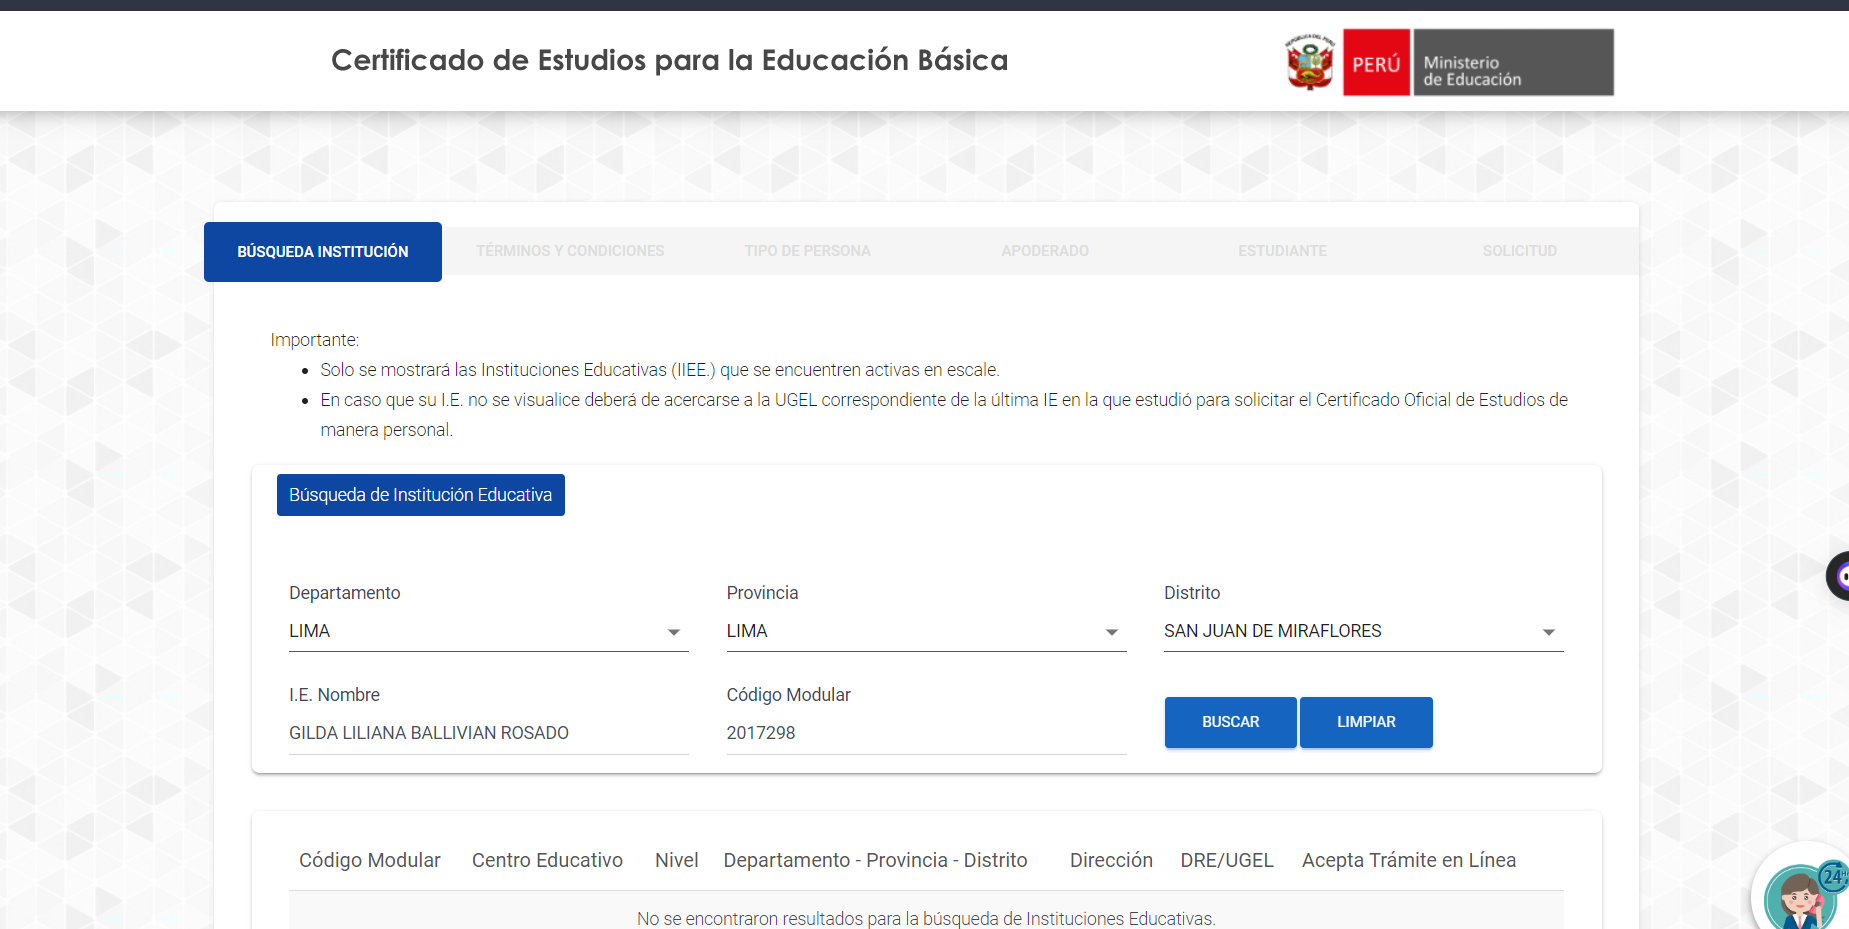 Certificado de Estudios para la Educación Básica
REPÚBLICA DEL PERÚ
PERÚ
Ministerio
de Educación
BÚSQUEDA INSTITUCIÓN
TÉRMINOS Y CONDICIONES
TIPO DE PERSONA
APODERADO
ESTUDIANTE
SOLICITUD
Importante:
Solo se mostrará las Instituciones Educativas (IIEE.) que se encuentren activas en escale.
En caso que su I.E. no se visualice deberá de acercarse a la UGEL correspondiente de la última IE en la que estudió para solicitar el Certificado Oficial de Estudios de
manera personal.
Búsqueda de Institución Educativa
Departamento
Provincia
Distrito
LIMA
LIMA
SAN JUAN DE MIRAFLORES
I.E. Nombre
Código Modular
GILDA LILIANA BALLIVIAN ROSADO
2017298
BUSCAR
LIMPIAR
Código Modular
Centro Educativo
Nivel
Departamento - Provincia - Distrito
Dirección
DRE/UGEL
Acepta Trámite en Línea
24
No se encontraron resultados para la búsqueda de Instituciones Educativas.